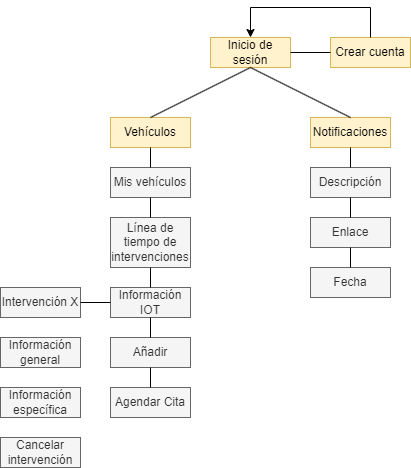 Inicio de
sesión
Crear cuenta
Vehículos
Notificaciones
Mis vehículos
Descripción
Línea de
tiempo de
intervenciones
Enlace
Intervención X
Información
IOT
Fecha
Información
general
Añadir
Información
específica
Agendar Cita
Cancelar
intervención